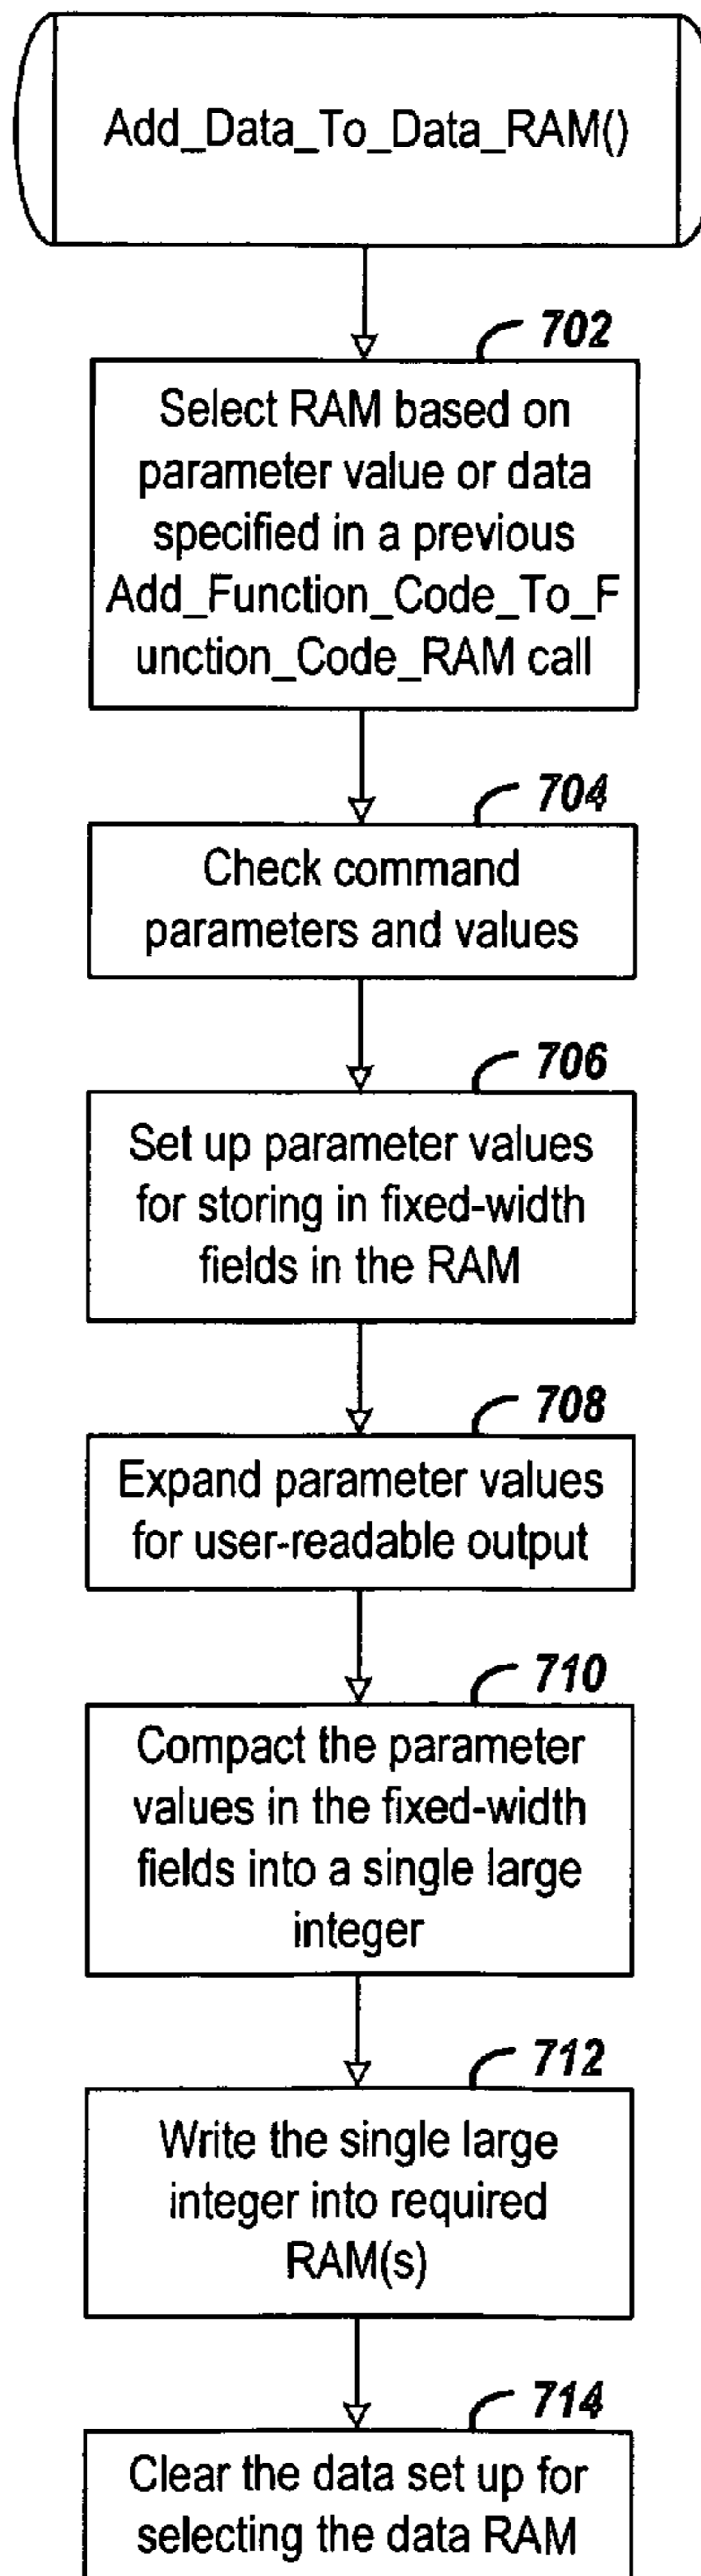 Add_Data_To_Data_RAM()
702
Select RAM based on
parameter value or data
specified in a previous
Add_Function_Code_To_F
unction_Code_RAM call
704
Check command
parameters and values
706
Set up parameter values
for storing in fixed-width
fields in the RAM
708
Expand parameter values
for user-readable output
710
Compact the parameter
values in the fixed-width
fields into a single large
integer
712
Write the single large
integer into required
RAM(s)
714
Clear the data set up for
selecting the data RAM